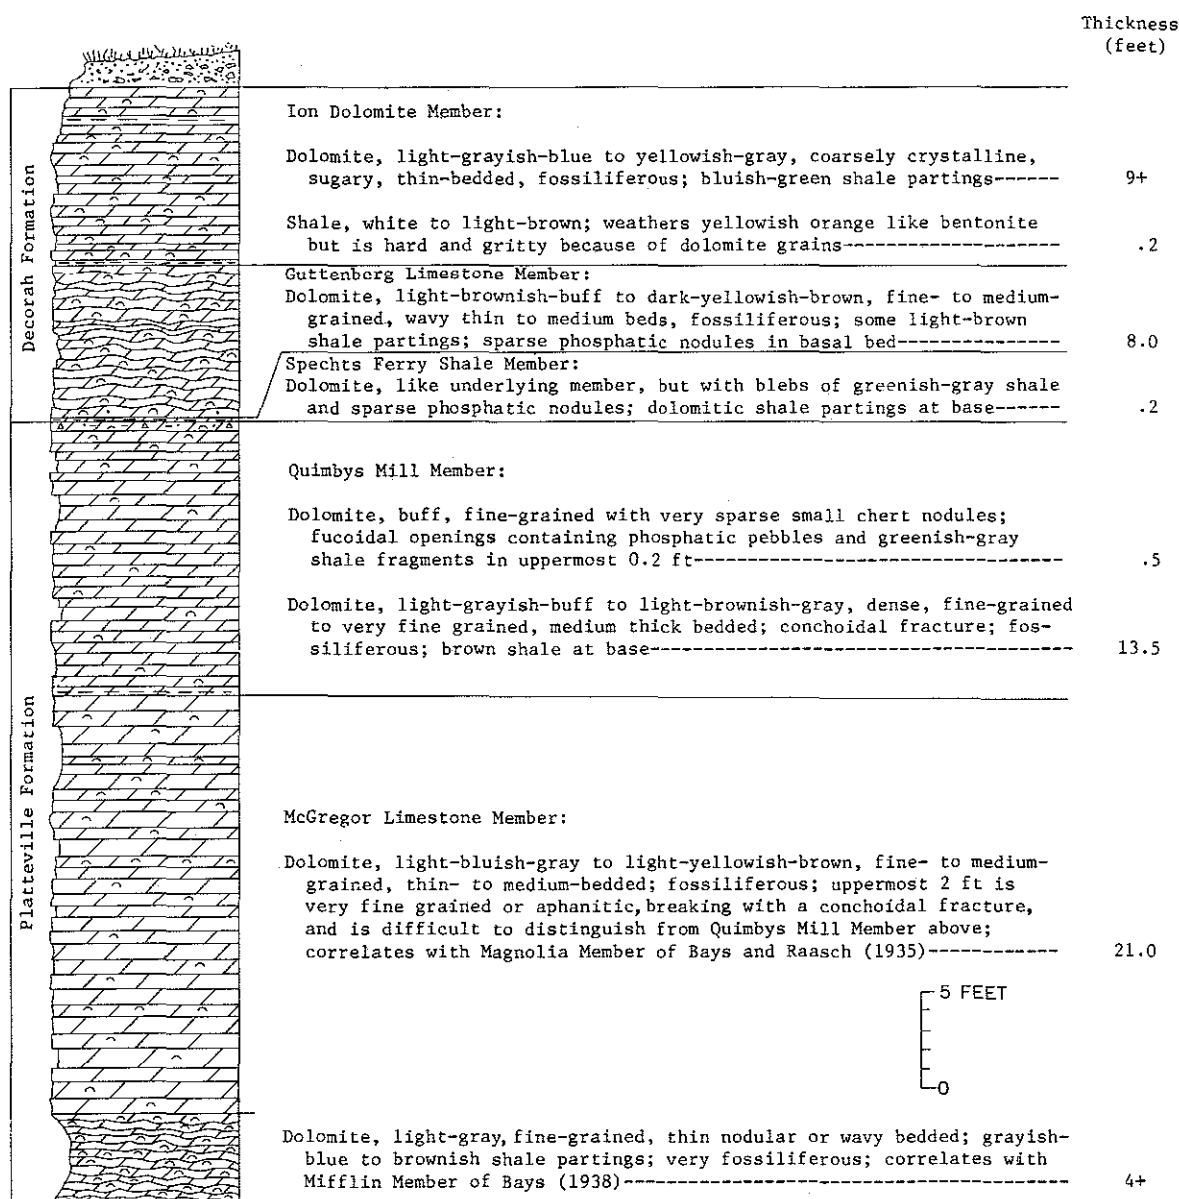 Thickness
(feet)
Decorah Formation
Ion Dolomite Member:
Dolomite, light-grayish-blue to yellowish-gray, coarsely crystalline,
sugary, thin-bedded, fossiliferous; bluish-green shale partings------ 9+
Shale, white to light-brown; weathers yellowish orange like bentonite
but is hard and gritty because of dolomite grains-------------------- .2
Guttenberg Limestone Member:
Dolomite, light-brownish-buff to dark-yellowish-brown, fine- to medium-
grained, wavy thin to medium beds, fossiliferous; some light-brown
shale partings; sparse phosphatic nodules in basal bed--------------- 8.0
Spechts Ferry Shale Member:
Dolomite, like underlying member, but with blebs of greenish-gray shale
and sparse phosphatic nodules; dolomitic shale partings at base------ .2
Platteville Formation
Quimbys Mill Member:
Dolomite, buff, fine-grained with very sparse small chert nodules;
fucoidal openings containing phosphatic pebbles and greenish-gray
shale fragments in uppermost 0.2 ft---------------------------------- .5
Dolomite, light-grayish-buff to light-brownish-gray, dense, fine-grained
to very fine grained, medium thick bedded; conchoidal fracture; fos-
siliferous; brown shale at base--------------------------------------- 13.5
McGregor Limestone Member:
Dolomite, light-bluish-gray to light-yellowish-brown, fine- to medium-
grained, thin- to medium-bedded; fossiliferous; uppermost 2 ft is
very fine grained or aphanitic, breaking with a conchoidal fracture,
and is difficult to distinguish from Quimbys Mill Member above;
correlates with Magnolia Member of Bays and Raasch (1935)------------ 21.0
5 FEET
0
Dolomite, light-gray, fine-grained, thin nodular or wavy bedded; grayish-
blue to brownish shale partings; very fossiliferous; correlates with
Mifflin Member of Bays (1938)----------------------------------------- 4+